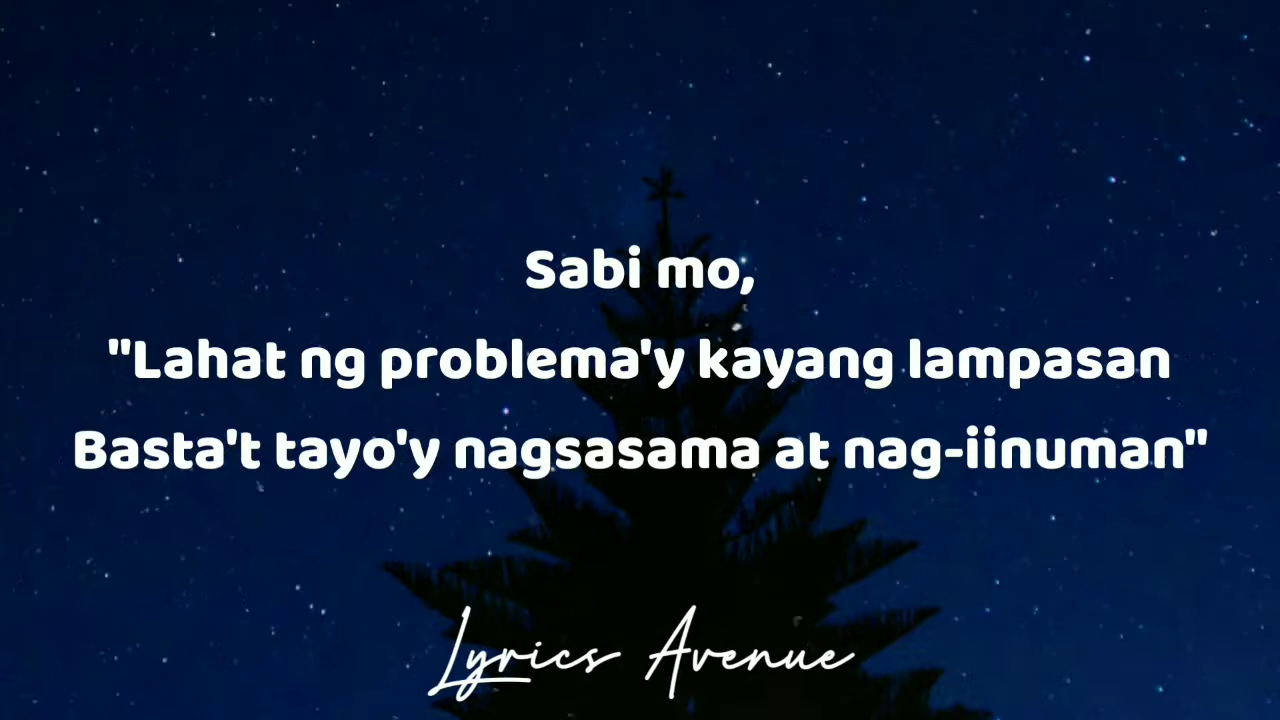 Sabi mo,
"Lahat ng problema'y kayang lampasan
Basta't tayo'y nagsasama at nag-iinuman"
Lyrics Avenue